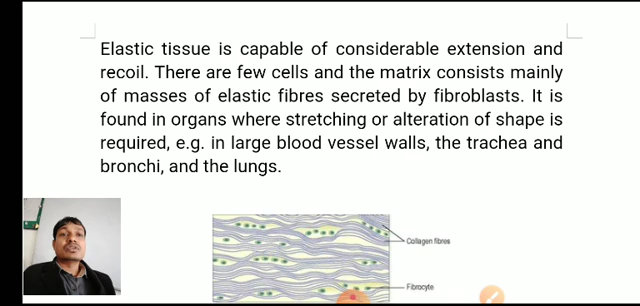 Elastic tissue is capable of considerable extension and
recoil. There are few cells and the matrix consists mainly
of masses of elastic fibres secreted by fibroblasts. It is
found in organs where stretching or alteration of shape is
required, e.g. in large blood vessel walls, the trachea and
bronchi, and the lungs.
Collagen fibres
Fibrocyte